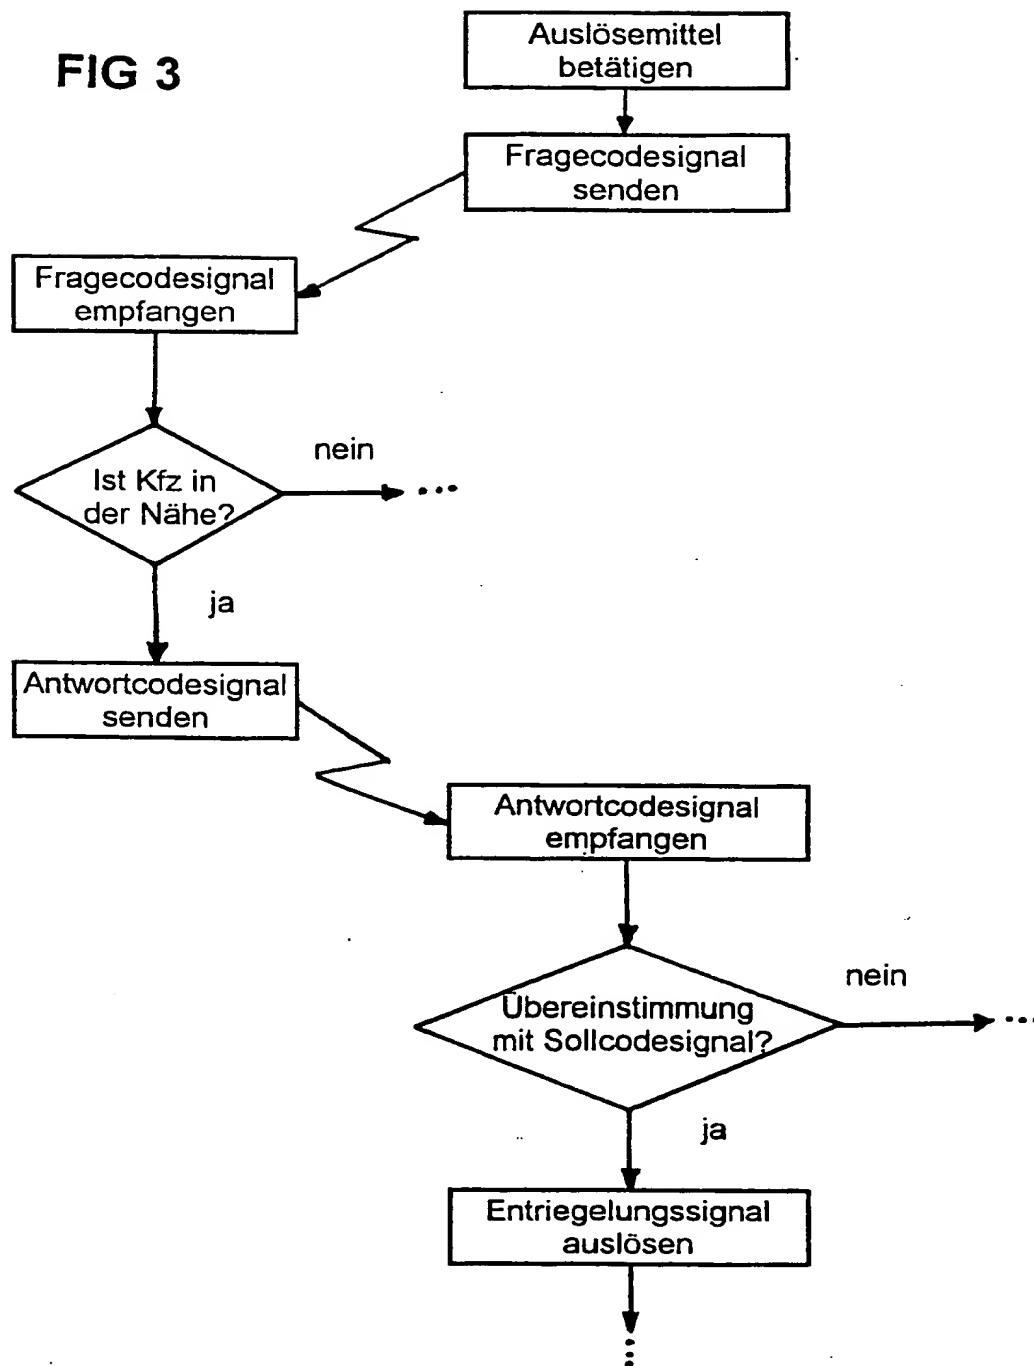 FIG 3
Auslösemittel
betätigen
Fragecodesignal
senden
Fragecodesignal
empfangen
nein
Ist Kfz in
der Nähe?
ja
Antwortcodesignal
senden
Antwortcodesignal
empfangen
nein
Übereinstimmung
mit Sollcodesignal?
ja
Entriegelungssignal
auslösen